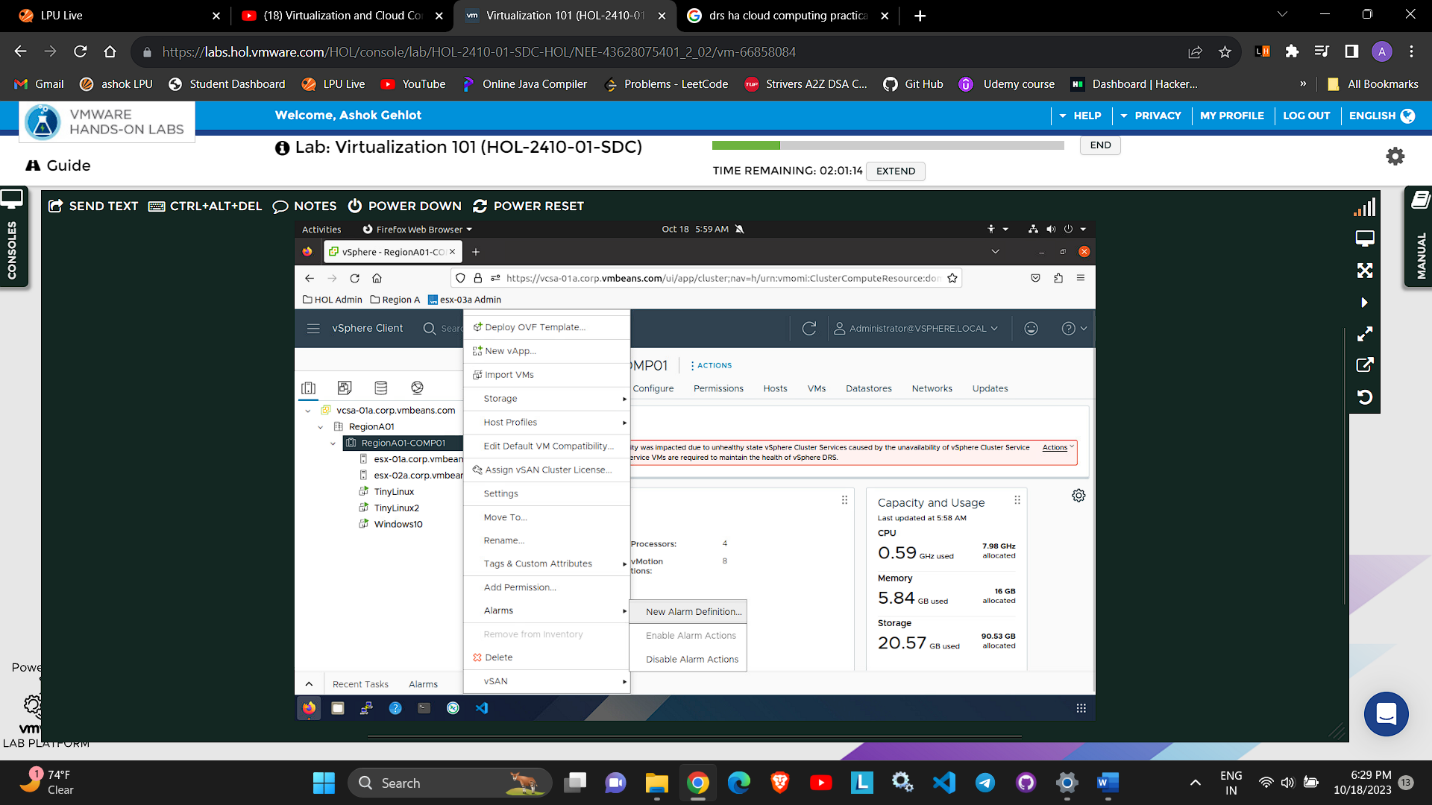 LPU Live
(18) Virtualization and Cloud Co
Virtualization 101 (HOL-2410-01
drs ha cloud computing practica
https://labs.hol.vmware.com/HOL/console/lab/HOL-2410-01-SDC-HOL/NEE-43628075401_2_02/vm-66858084
A
Gmail
ashok LPU
Student Dashboard
LPU Live
YouTube
Online Java Compiler
Problems - LeetCode
Strivers A2Z DSA C...
Git Hub
Udemy course
Dashboard | Hacker...
»
All Bookmarks
VMWARE
HANDS-ON LABS
Welcome, Ashok Gehlot
HELP
PRIVACY
MY PROFILE
LOG OUT
ENGLISH
Guide
Lab: Virtualization 101 (HOL-2410-01-SDC)
END
TIME REMAINING: 02:01:14
EXTEND
CONSOLES
SEND TEXT
CTRL+ALT+DEL
NOTES
POWER DOWN
POWER RESET
MANUAL
Activities
Firefox Web Browser
Oct 18 5:59 AM
vSphere - RegionA01-CO
https://vcsa-01a.corp.vmbeans.com/ui/app/cluster;nav=h/urn:vmomi:ClusterComputeResource:do
HOL Admin
Region A
esx-03a Admin
vSphere Client
Sear
Administrator@VSPHERE.LOCAL
OMP01
ACTIONS
Configure
Permissions
Hosts
VMs
Datastores
Networks
Updates
vcsa-01a.corp.vmbeans.com
RegionA01
RegionA01-COMP01
esx-01a.corp.vmbean
esx-02a.corp.vmbear
TinyLinux
TinyLinux2
Windows10
Deploy OVF Template...
New vApp...
Import VMs
Storage
Host Profiles
Edit Default VM Compatibility...
Assign vSAN Cluster License...
Settings
Move To...
Rename...
Tags & Custom Attributes
Add Permission...
Alarms
Remove from Inventory
Delete
vSAN
New Alarm Definition...
Enable Alarm Actions
Disable Alarm Actions
ity was impacted due to unhealthy state vSphere Cluster Services caused by the unavailability of vSphere Cluster Service
ervice VMs are required to maintain the health of vSphere DRS.
Actions
Processors: 4
vMotion 8
tions:
Capacity and Usage
Last updated at 5:58 AM
CPU
0.59 GHz used
7.98 GHz
allocated
Memory
5.84 GB used
16 GB
allocated
Storage
20.57 GB used
90.53 GB
allocated
Recent Tasks
Alarms
Powe
vmw
LAB PLATFORM
1
74°F
Clear
Search
L
ENG
IN
6:29 PM
10/18/2023
13